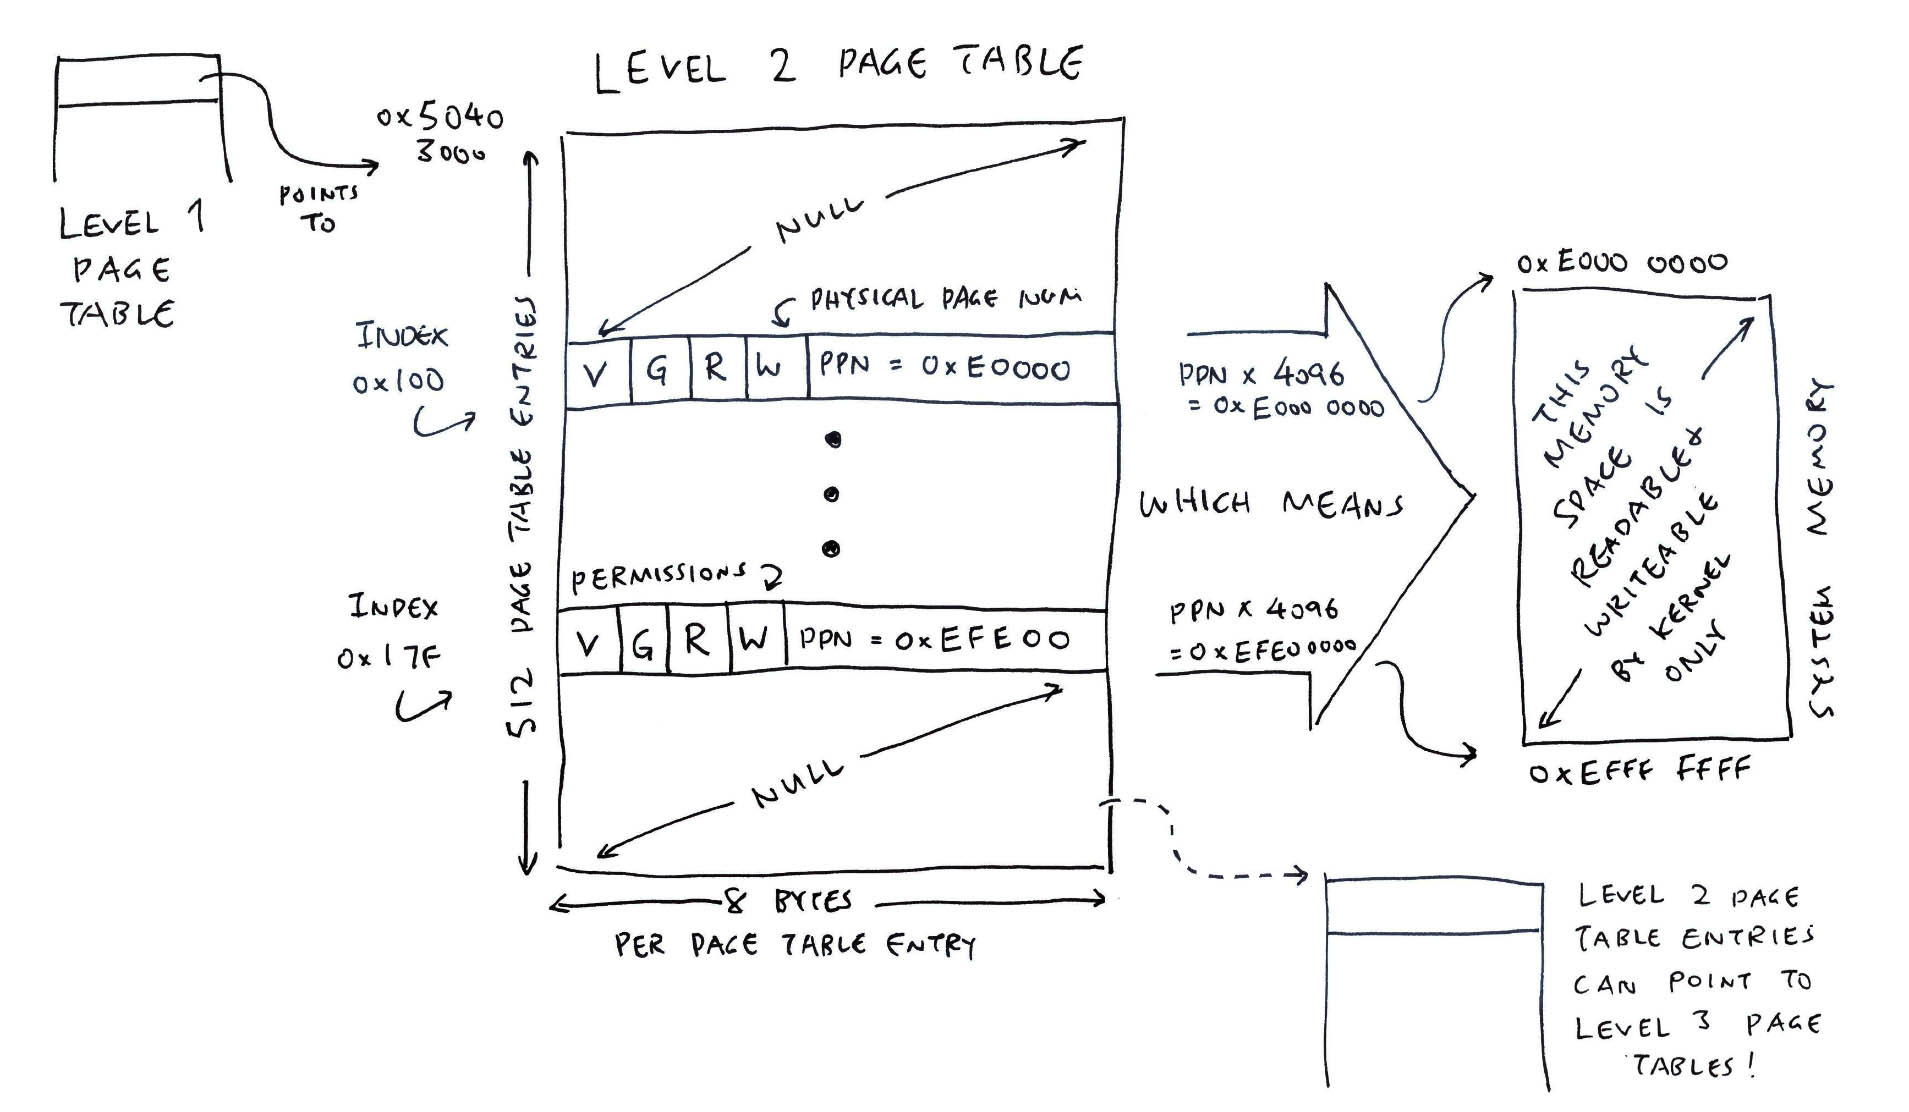 LEVEL 2 PAGE TABLE
0x5040
3000
POINTS
TO
LEVEL 1
PAGE
TABLE
512 PAGE TABLE ENTRIES
NULL
PHYSICAL PAGE NUM
INDEX
0x100
V G R W PPN = 0xE0000
PERMISSIONS
INDEX
0x17F
V G R W PPN = 0xEFE00
NULL
8 BYTES
PER PAGE TABLE ENTRY
PPN x 4096
= 0xE000 0000
WHICH MEANS
PPN x 4096
= 0xEFE00000
0xE000 0000
THIS
MEMORY
SPACE IS
READABLE &
WRITEABLE
BY KERNEL
ONLY
0xEFFF FFFF
SYSTEM MEMORY
LEVEL 2 PAGE
TABLE ENTRIES
CAN POINT TO
LEVEL 3 PAGE
TABLES!